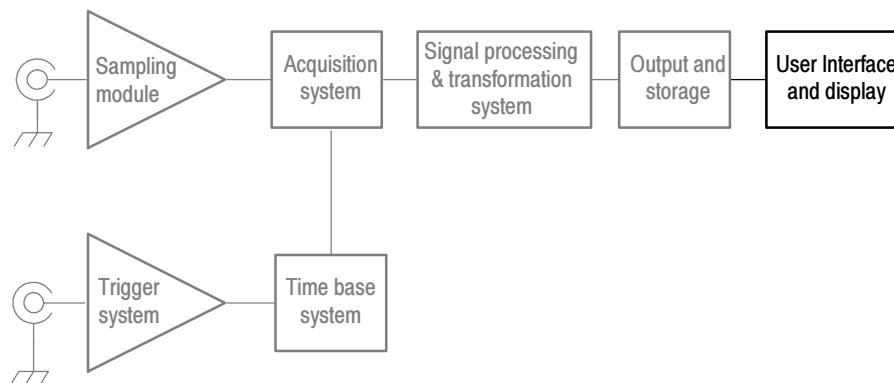 Sampling
module
Acquisition
system
Signal processing
& transformation
system
Output and
storage
User Interface
and display
Trigger
system
Time base
system